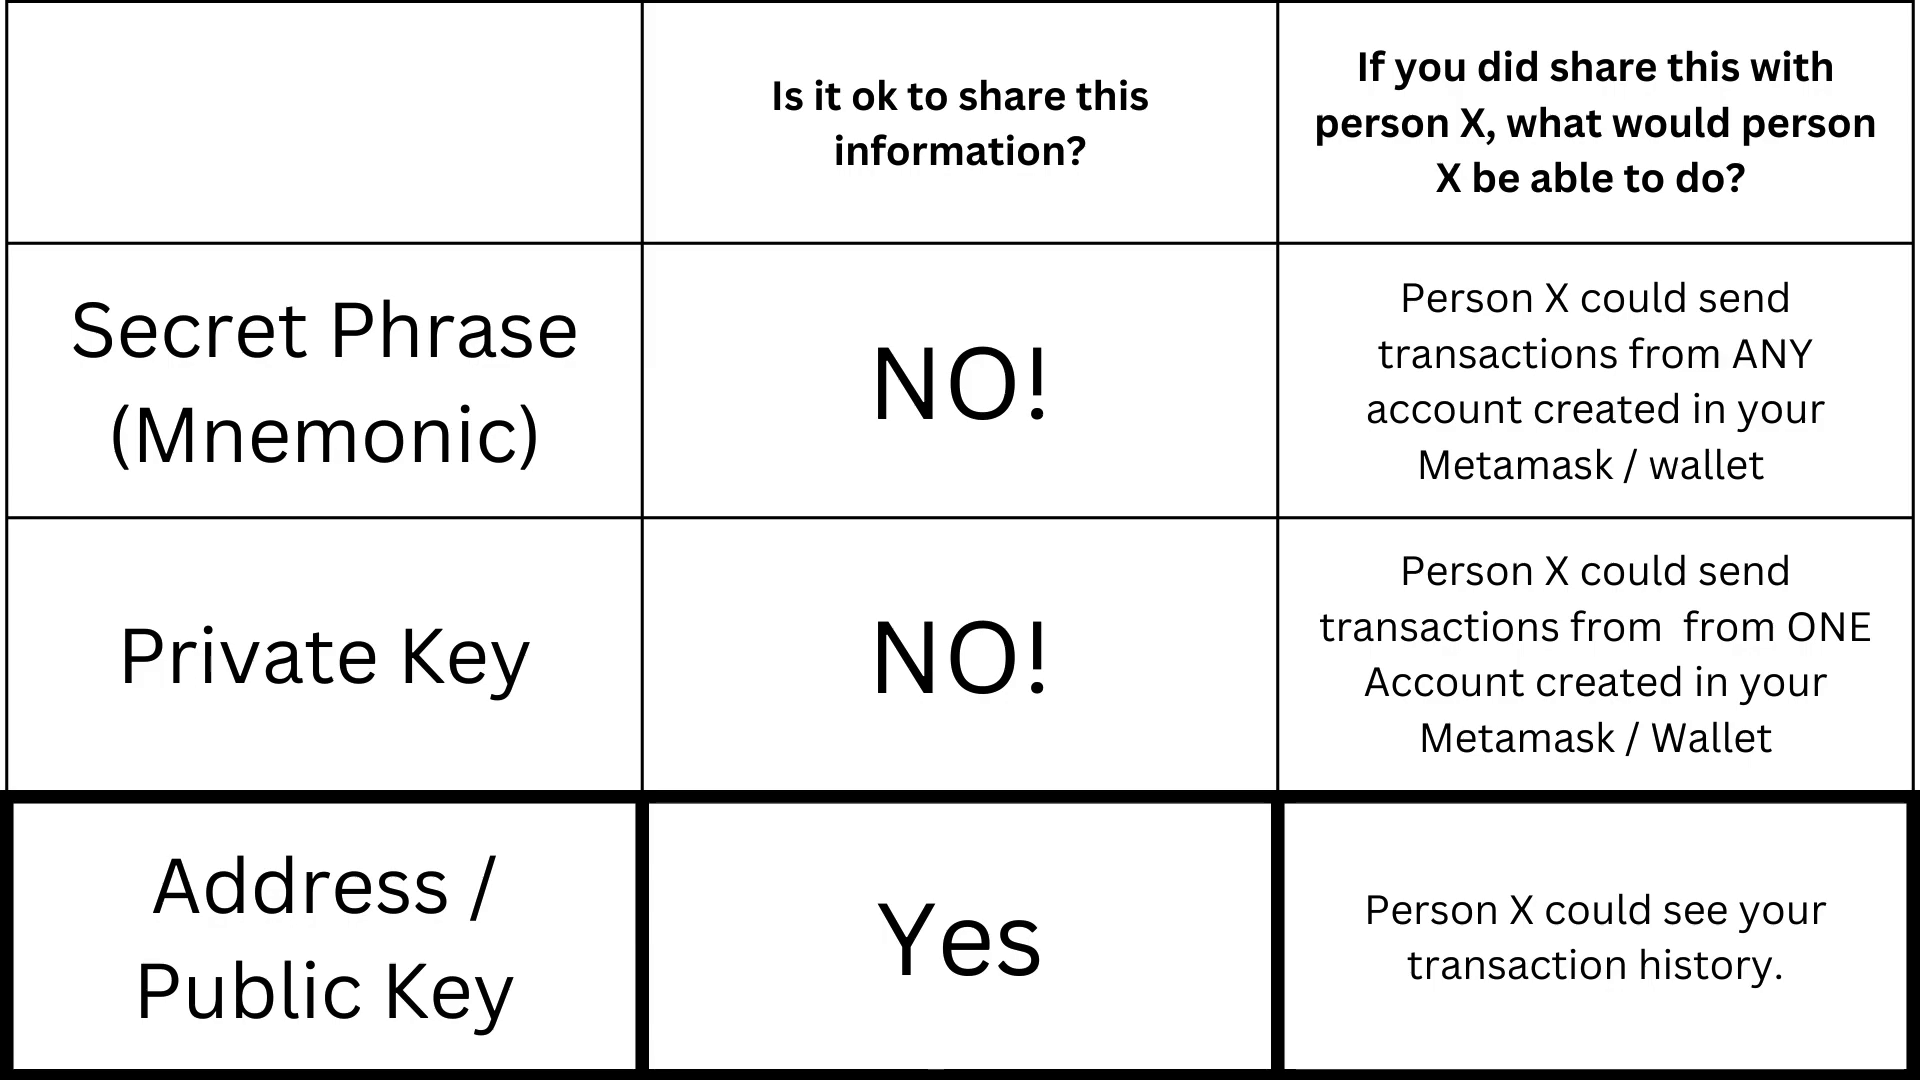 Is it ok to share this
information?
If you did share this with
person X, what would person
X be able to do?
Secret Phrase
(Mnemonic)
NO!
Person X could send
transactions from ANY
account created in your
Metamask / wallet
Private Key
NO!
Person X could send
transactions from  from ONE
Account created in your
Metamask / Wallet
Address /
Public Key
Yes
Person X could see your
transaction history.